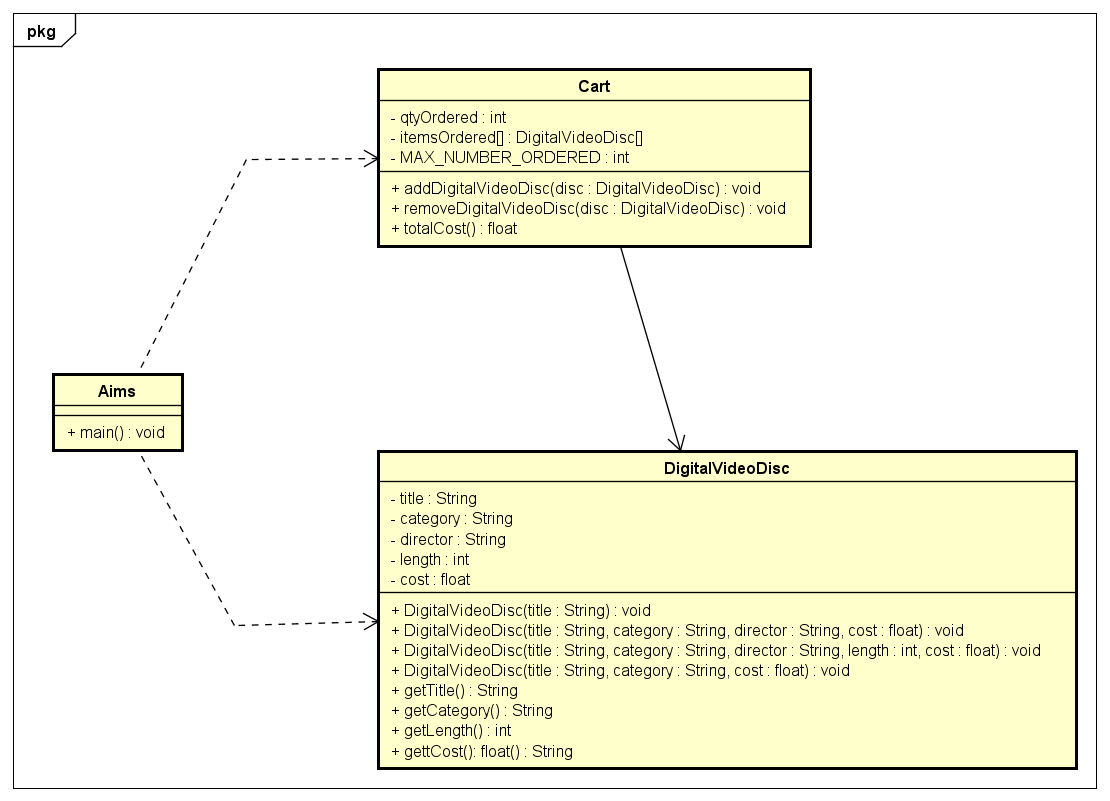 pkg
Cart
- qtyOrdered : int
- itemsOrdered[] : DigitalVideoDisc[]
- MAX_NUMBER_ORDERED : int
+ addDigitalVideoDisc(disc : DigitalVideoDisc) : void
+ removeDigitalVideoDisc(disc : DigitalVideoDisc) : void
+ totalCost() : float
Aims
+ main() : void
DigitalVideoDisc
- title : String
- category : String
- director : String
- length : int
- cost : float
+ DigitalVideoDisc(title : String) : void
+ DigitalVideoDisc(title : String, category : String, director : String, cost : float) : void
+ DigitalVideoDisc(title : String, category : String, director : String, length : int, cost : float) : void
+ DigitalVideoDisc(title : String, category : String, cost : float) : void
+ getTitle() : String
+ getCategory() : String
+ getLength() : int
+ gettCost(): float() : String